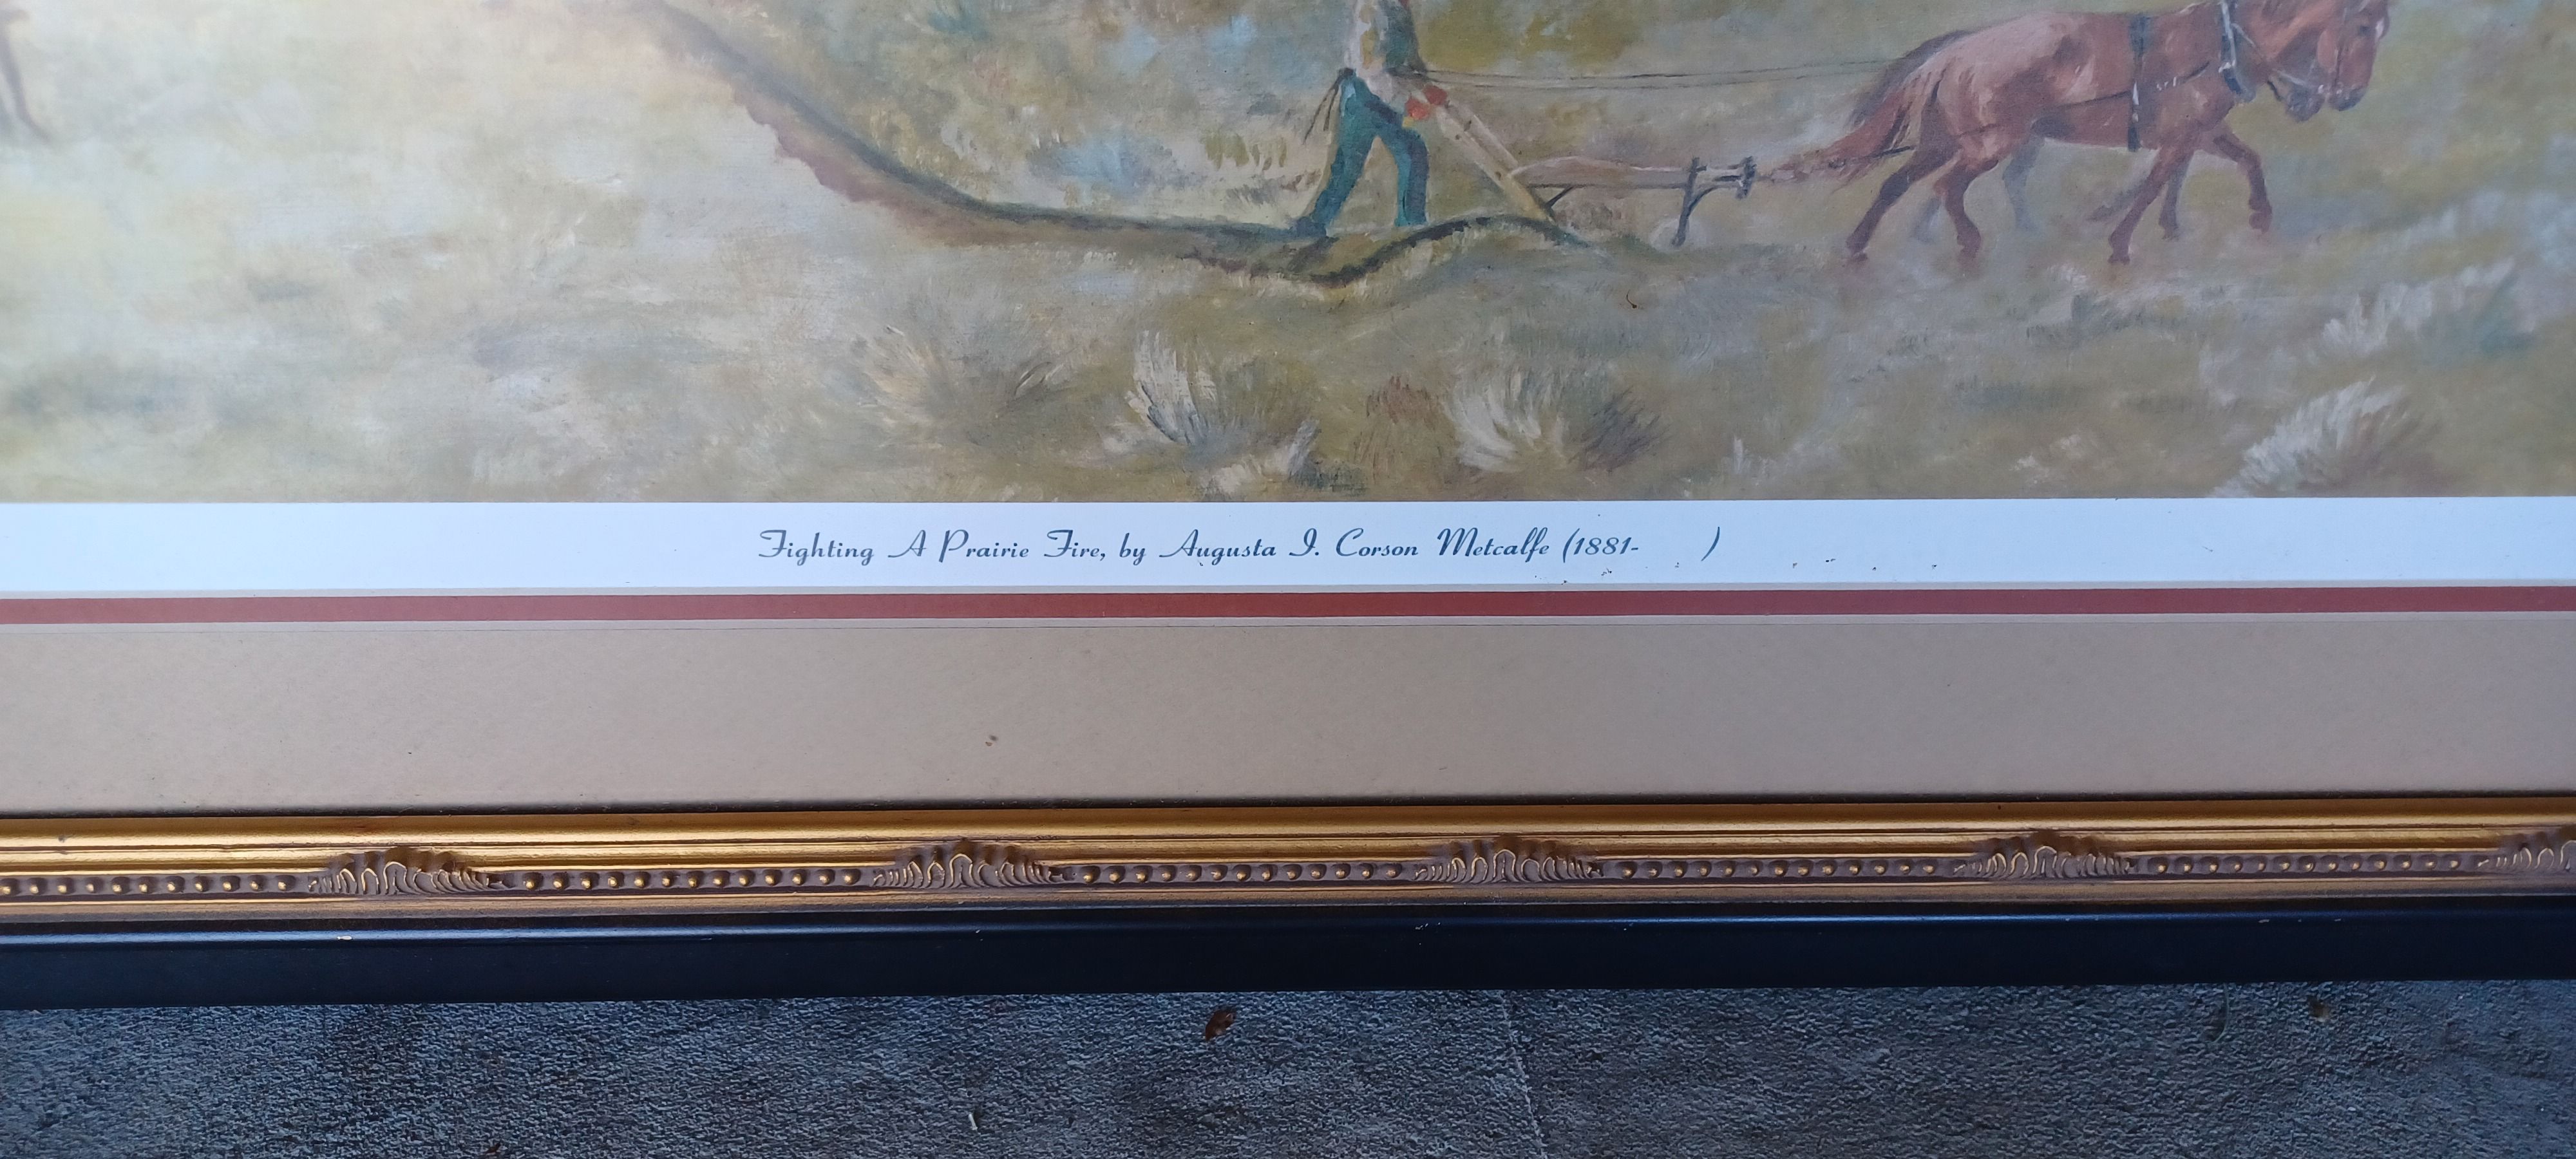 Fighting A Prairie Fire, by Augusta I. Corson Metcalfe (1881-      )